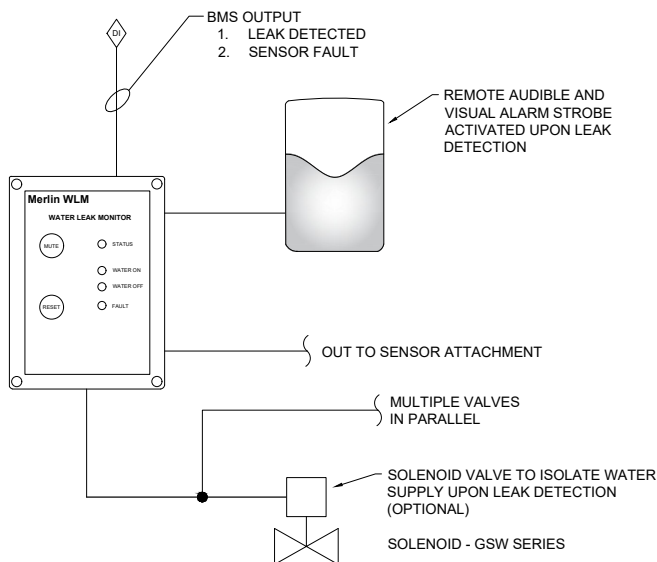 DI
BMS OUTPUT
1. LEAK DETECTED
2. SENSOR FAULT
REMOTE AUDIBLE AND
VISUAL ALARM STROBE
ACTIVATED UPON LEAK
DETECTION
Merlin WLM
WATER LEAK MONITOR
MUTE
STATUS
WATER ON
WATER OFF
RESET
FAULT
OUT TO SENSOR ATTACHMENT
MULTIPLE VALVES
IN PARALLEL
SOLENOID VALVE TO ISOLATE WATER
SUPPLY UPON LEAK DETECTION
(OPTIONAL)
SOLENOID - GSW SERIES